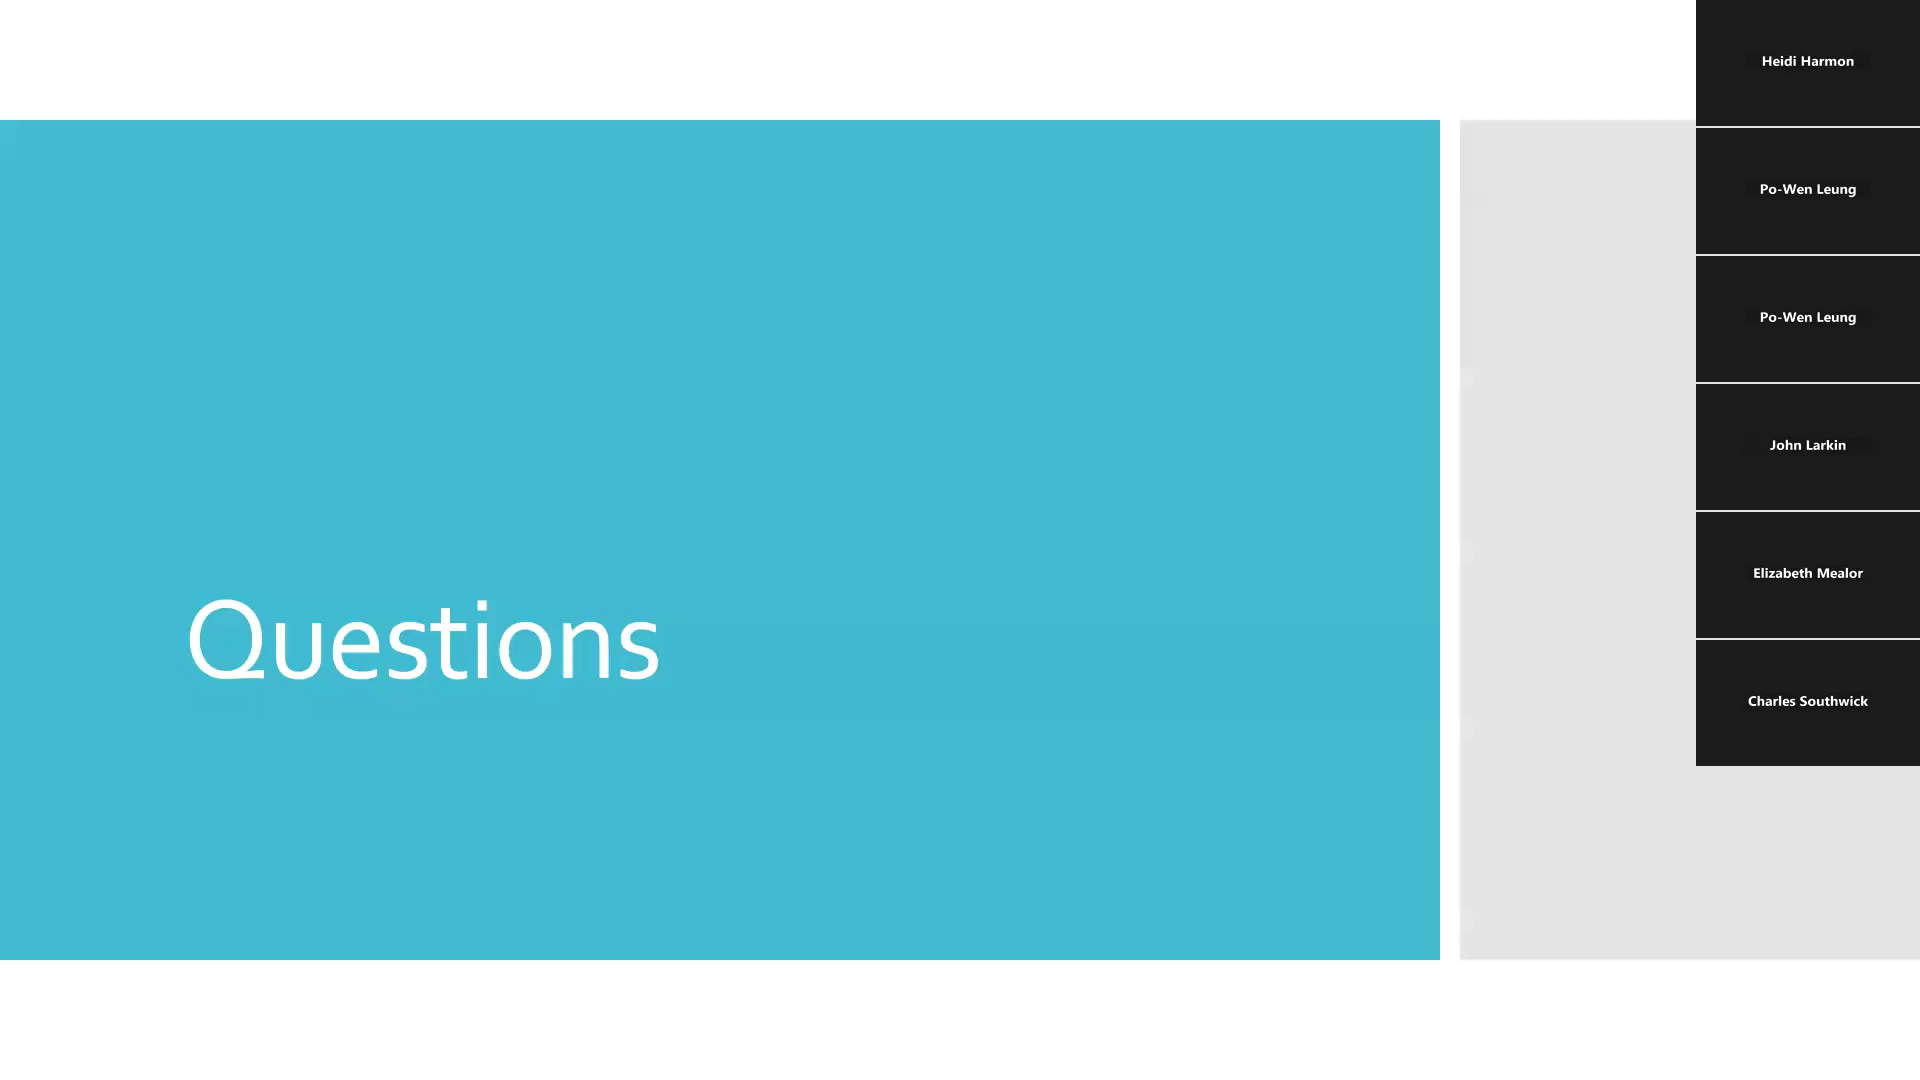 Questions
Heidi Harmon
Po-Wen Leung
Po-Wen Leung
John Larkin
Elizabeth Mealor
Charles Southwick